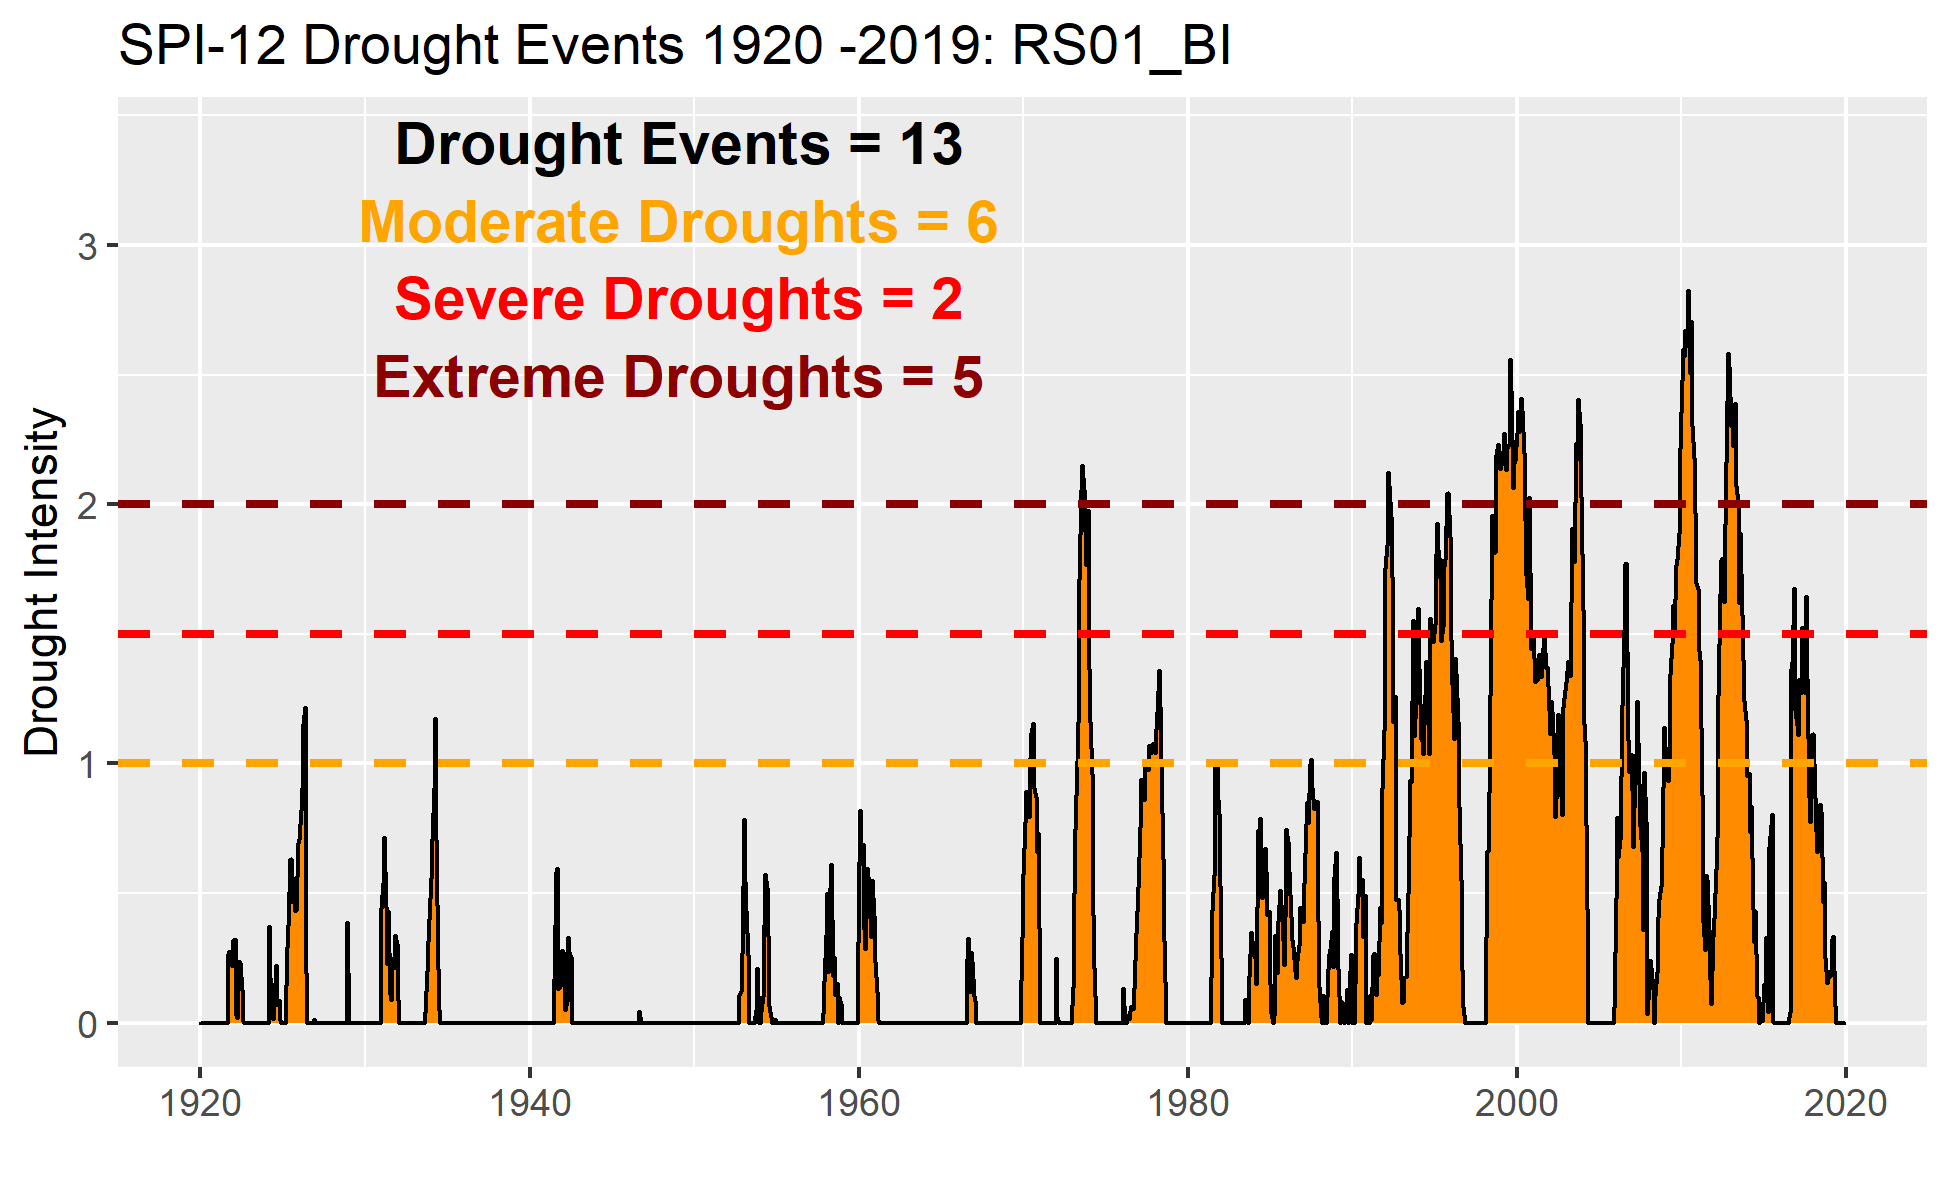 SPI-12 Drought Events 1920 -2019: RS01_BI
Drought Events = 13
Moderate Droughts = 6
Severe Droughts = 2
Extreme Droughts = 5
Drought Intensity
3
2
1
0
1920 1940 1960 1980 2000 2020